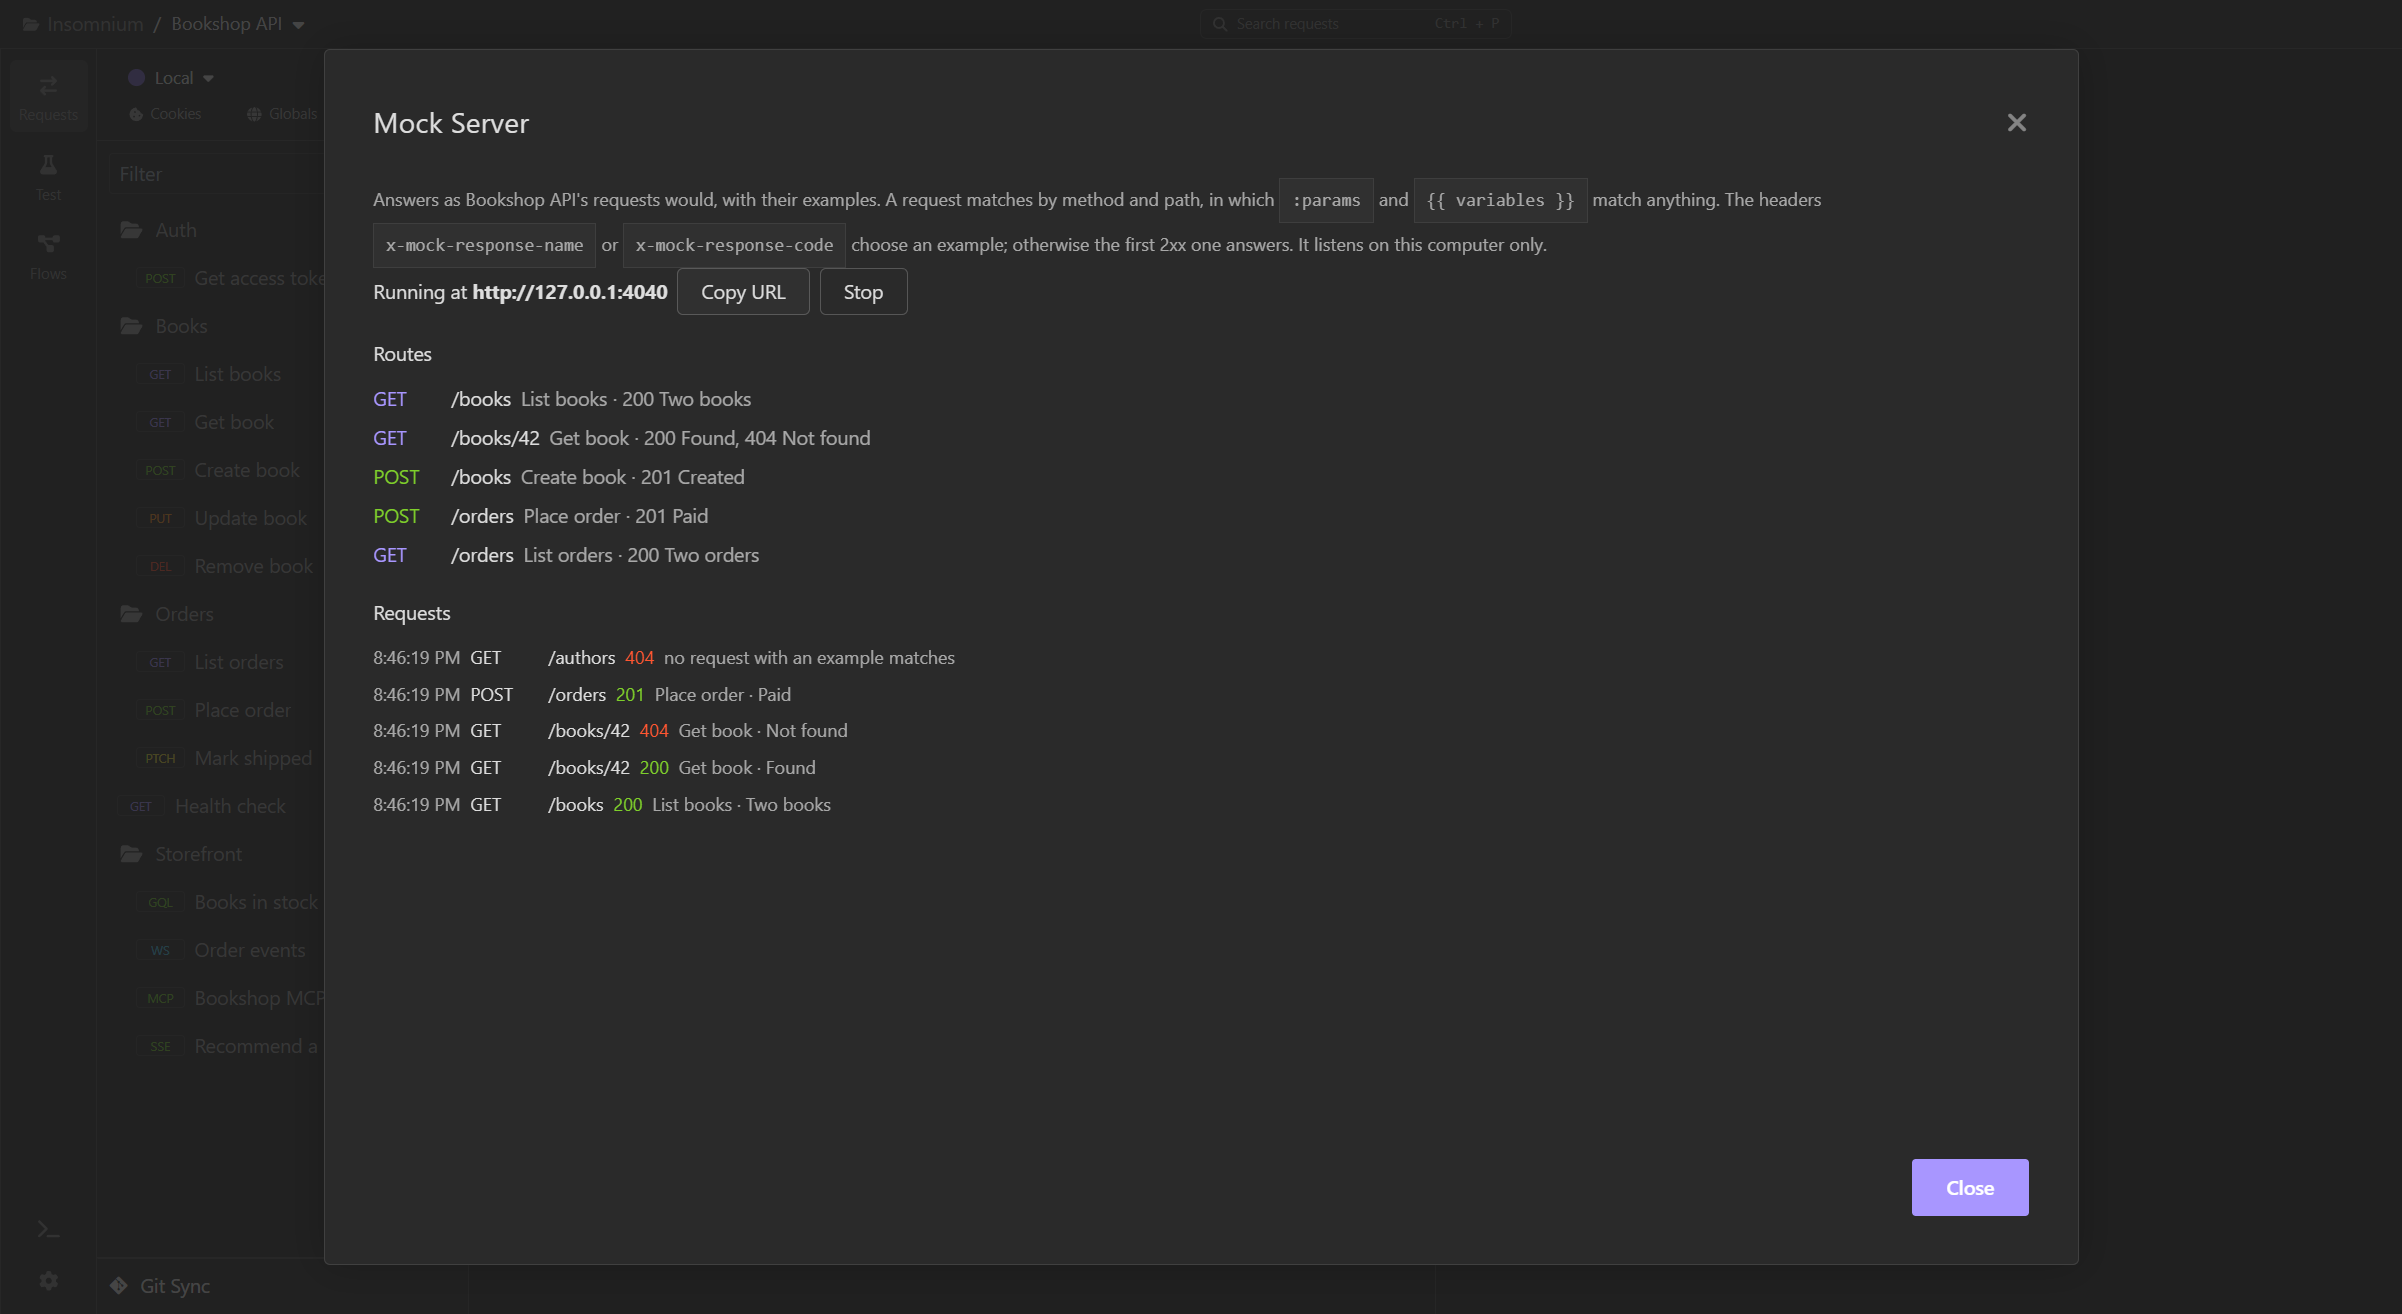 Insomnium / Bookshop API
Search requests Ctrl + P
Requests
Test
Flows
Local
Cookies Globals
Filter
Auth
POST Get access toke
Books
GET List books
GET Get book
POST Create book
PUT Update book
DEL Remove book
Orders
GET List orders
POST Place order
PTCH Mark shipped
GET Health check
Storefront
GQL Books in stock
WS Order events
MCP Bookshop MCP
SSE Recommend a
Git Sync
Mock Server
Answers as Bookshop API's requests would, with their examples. A request matches by method and path, in which :params and {{ variables }} match anything. The headers
x-mock-response-name or x-mock-response-code choose an example; otherwise the first 2xx one answers. It listens on this computer only.
Running at http://127.0.0.1:4040 Copy URL Stop
Routes
GET /books List books · 200 Two books
GET /books/42 Get book · 200 Found, 404 Not found
POST /books Create book · 201 Created
POST /orders Place order · 201 Paid
GET /orders List orders · 200 Two orders
Requests
8:46:19 PM GET /authors 404 no request with an example matches
8:46:19 PM POST /orders 201 Place order · Paid
8:46:19 PM GET /books/42 404 Get book · Not found
8:46:19 PM GET /books/42 200 Get book · Found
8:46:19 PM GET /books 200 List books · Two books
Close